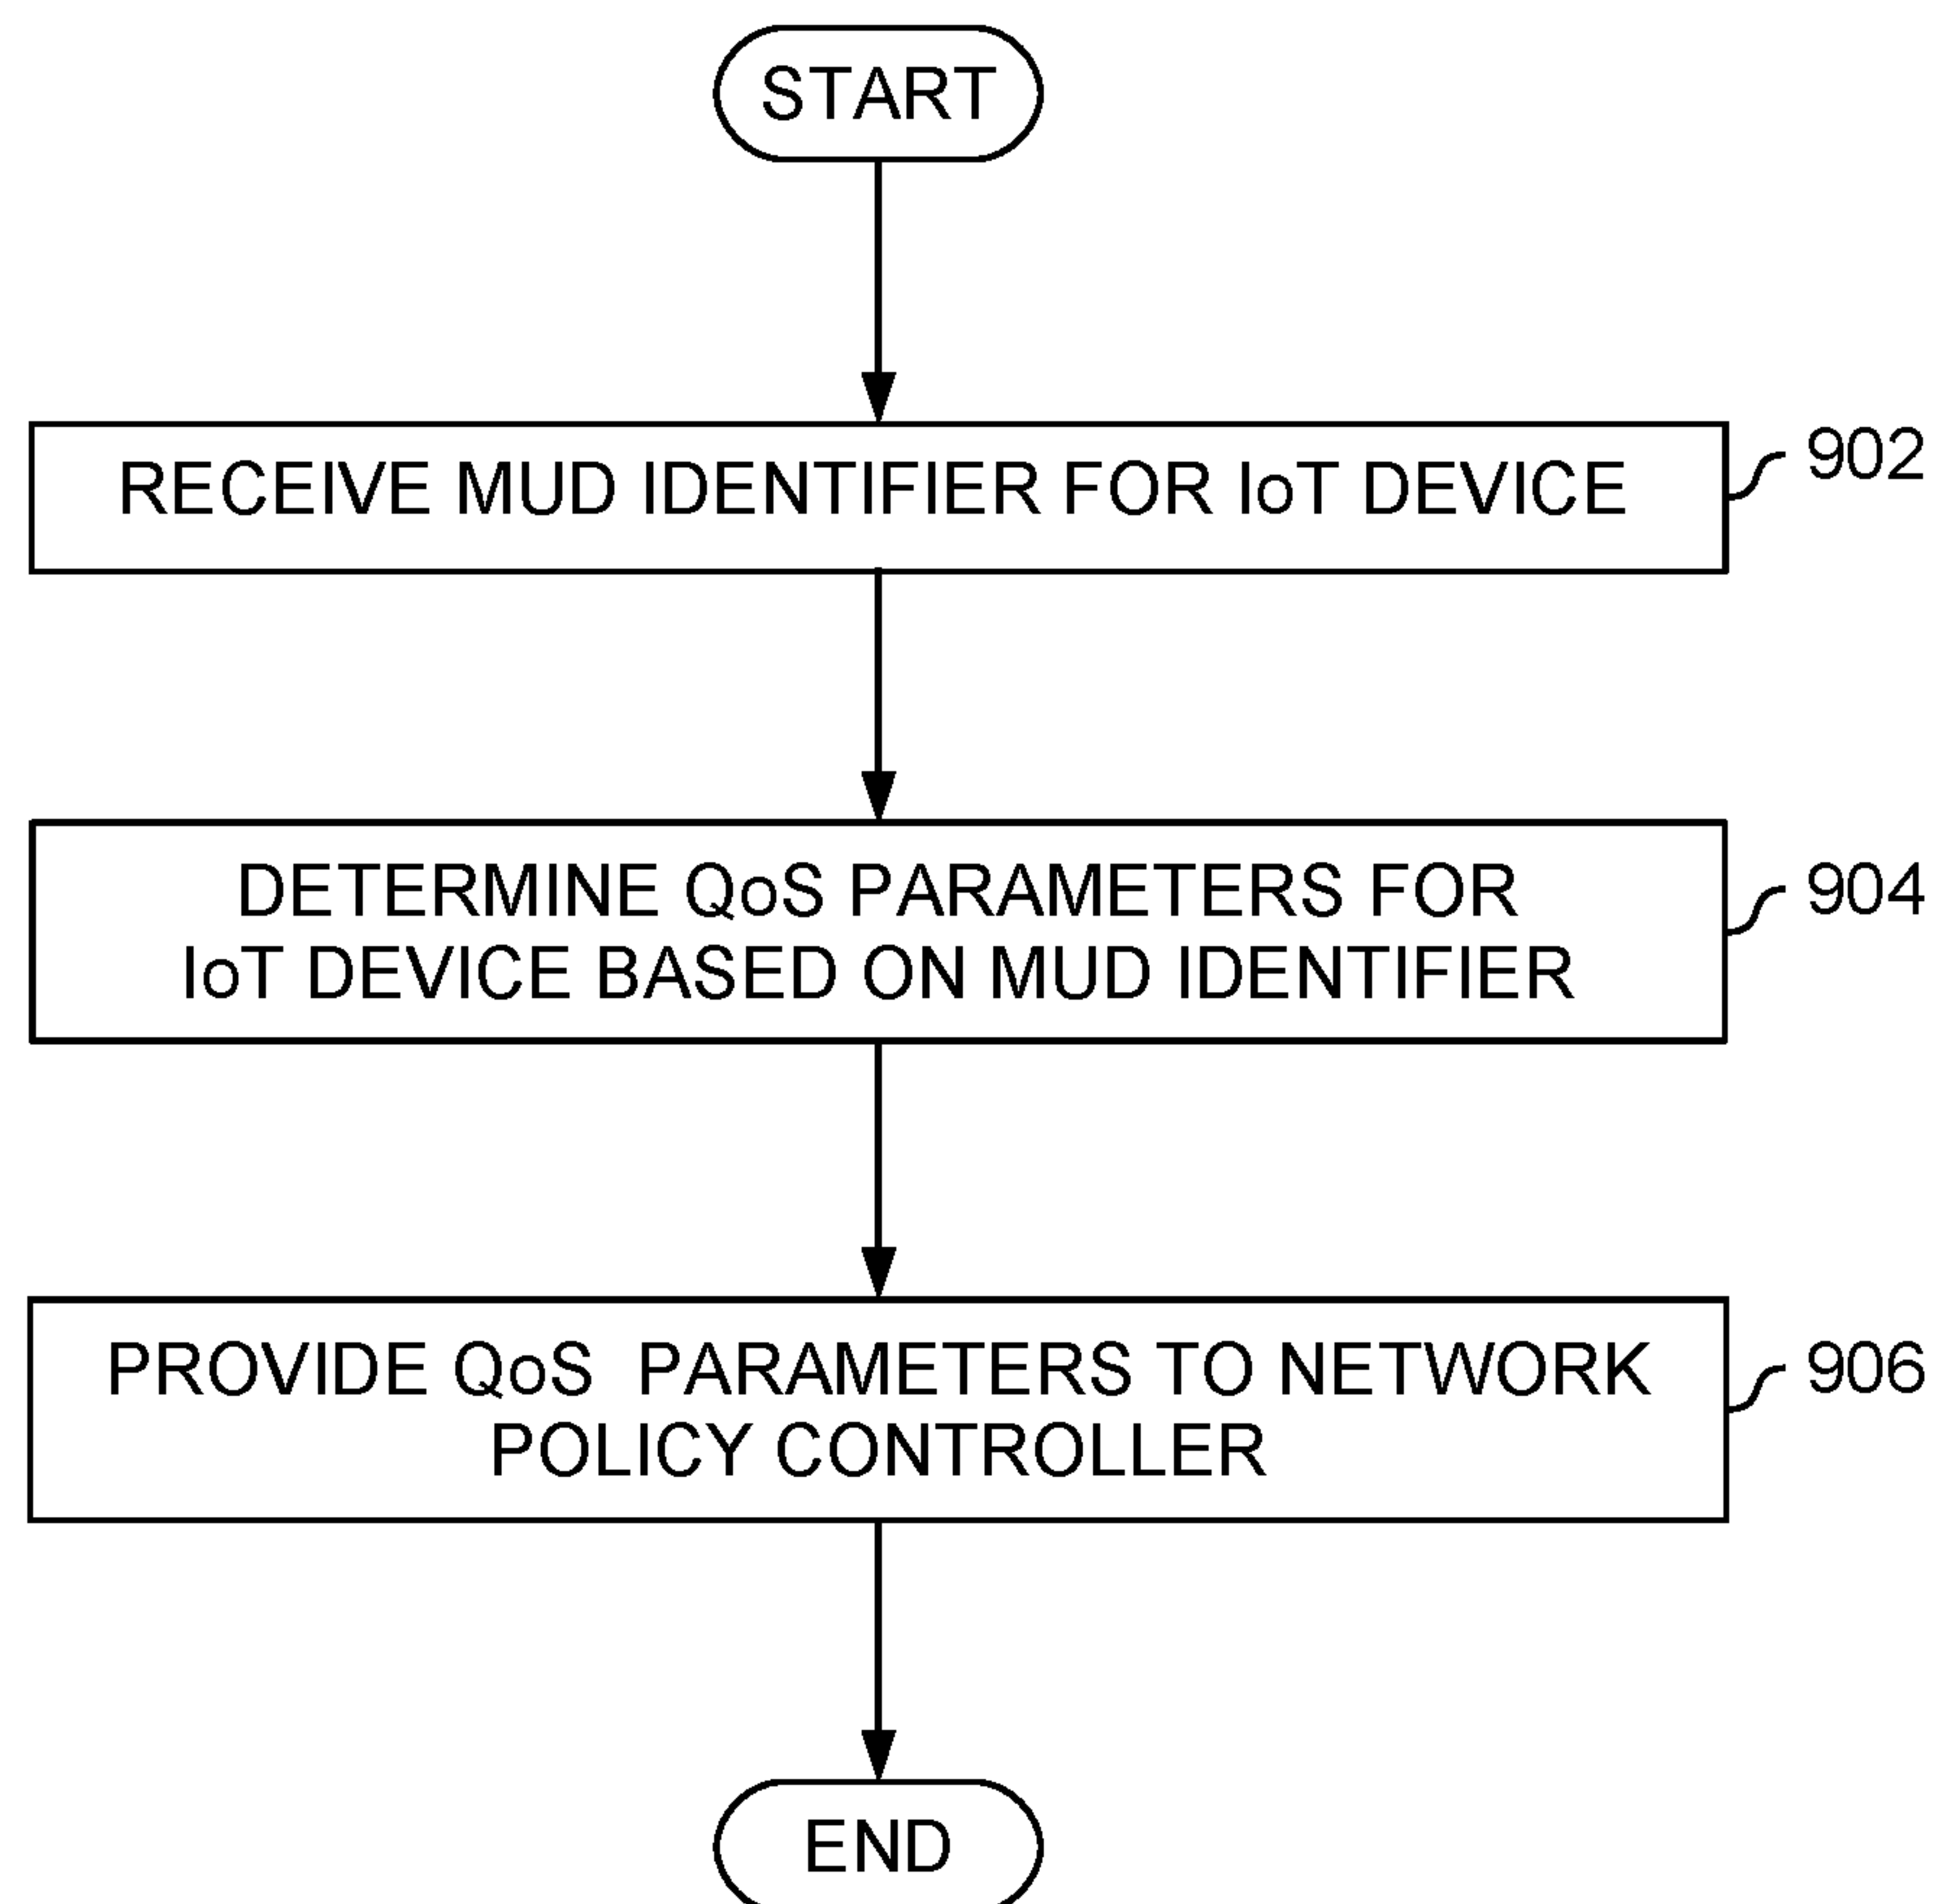 START
RECEIVE MUD IDENTIFIER FOR IoT DEVICE
902
DETERMINE QoS PARAMETERS FOR
IoT DEVICE BASED ON MUD IDENTIFIER
904
PROVIDE QoS PARAMETERS TO NETWORK
POLICY CONTROLLER
906
END